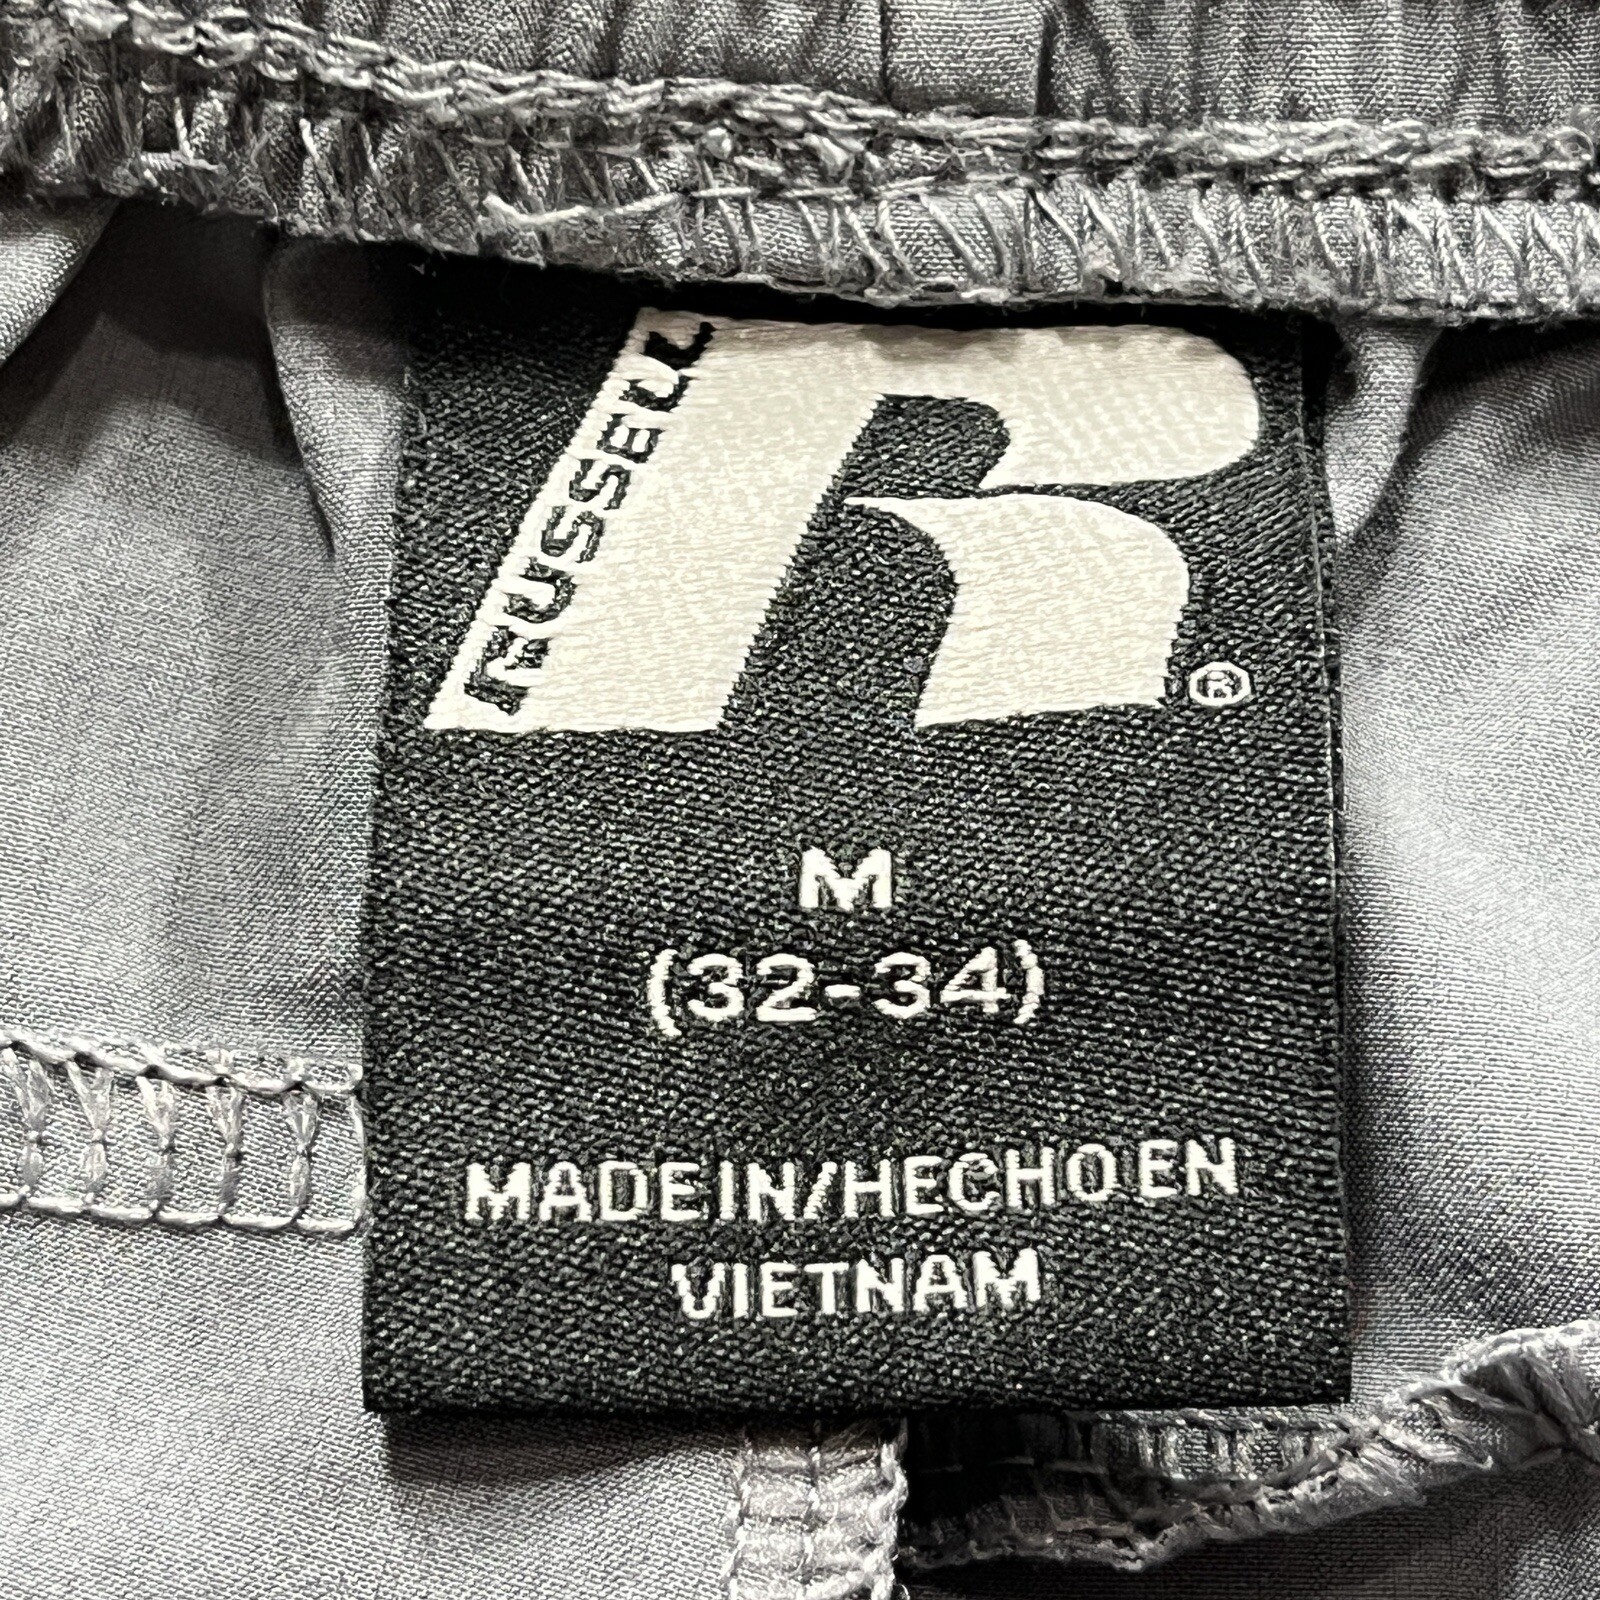 RUSSELL
R
®
M
(32-34)
MADE IN/HECHO EN
VIETNAM